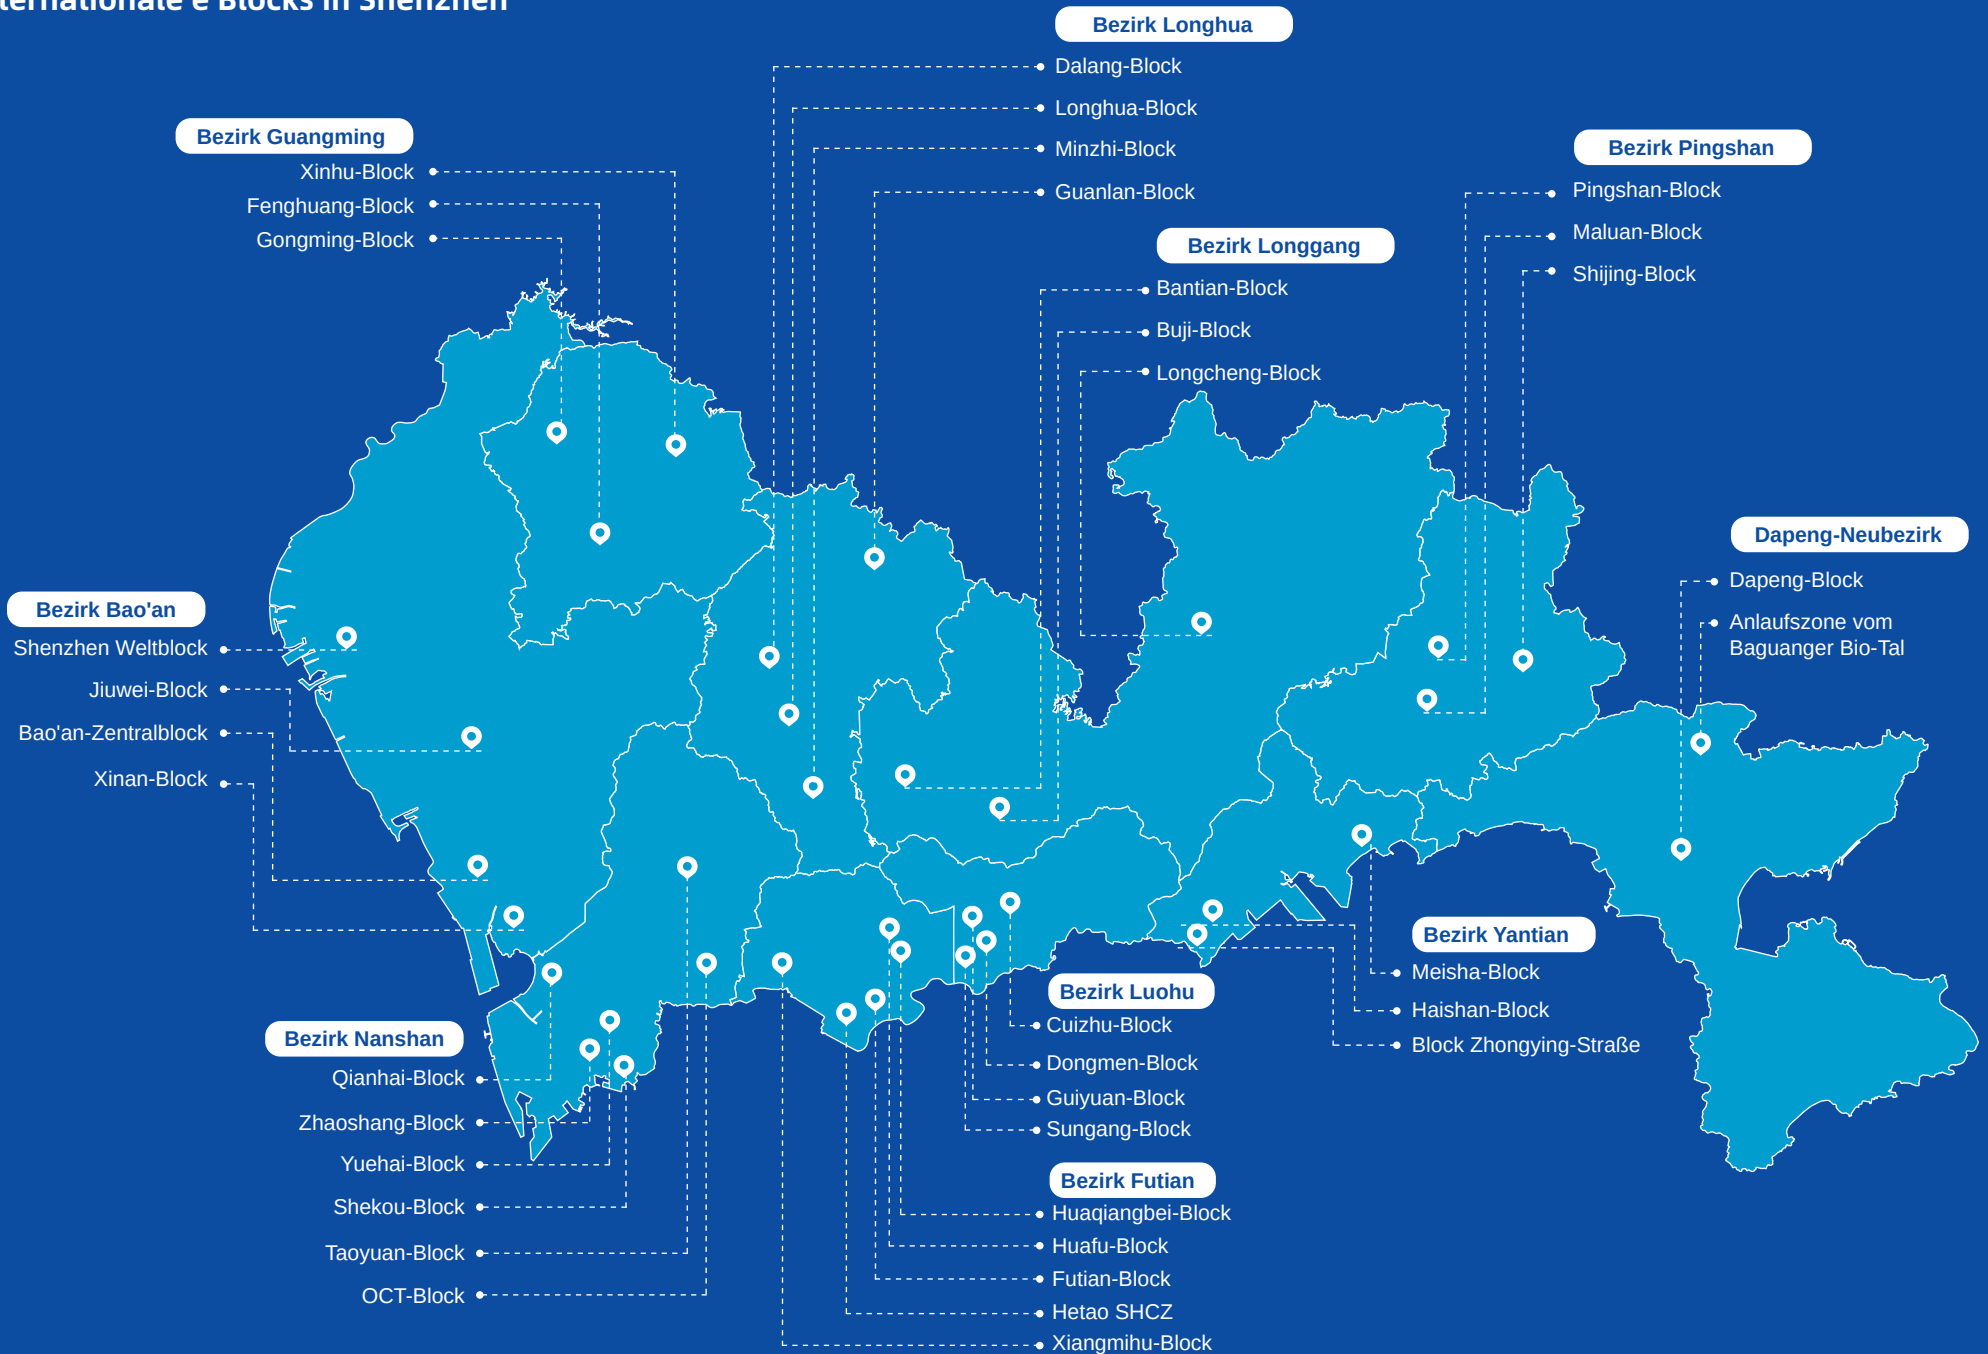 e Blocks in Shenzhen
Bezirk Longhua
Dalang-Block
Longhua-Block
Minzhi-Block
Guanlan-Block
Bezirk Guangming
Xinhu-Block
Fenghuang-Block
Gongming-Block
Bezirk Pingshan
Pingshan-Block
Maluan-Block
Shijing-Block
Bezirk Longgang
Bantian-Block
Buji-Block
Longcheng-Block
Dapeng-Neubezirk
Dapeng-Block
Anlaufszone vom
Baguanger Bio-Tal
Bezirk Bao'an
Shenzhen Weltblock
Jiuwei-Block
Bao'an-Zentralblock
Xinan-Block
Bezirk Yantian
Meisha-Block
Haishan-Block
Block Zhongying-Straße
Bezirk Luohu
Cuizhu-Block
Dongmen-Block
Guiyuan-Block
Sungang-Block
Bezirk Nanshan
Qianhai-Block
Zhaoshang-Block
Yuehai-Block
Shekou-Block
Taoyuan-Block
OCT-Block
Bezirk Futian
Huaqiangbei-Block
Huafu-Block
Futian-Block
Hetao SHCZ
Xiangmihu-Block